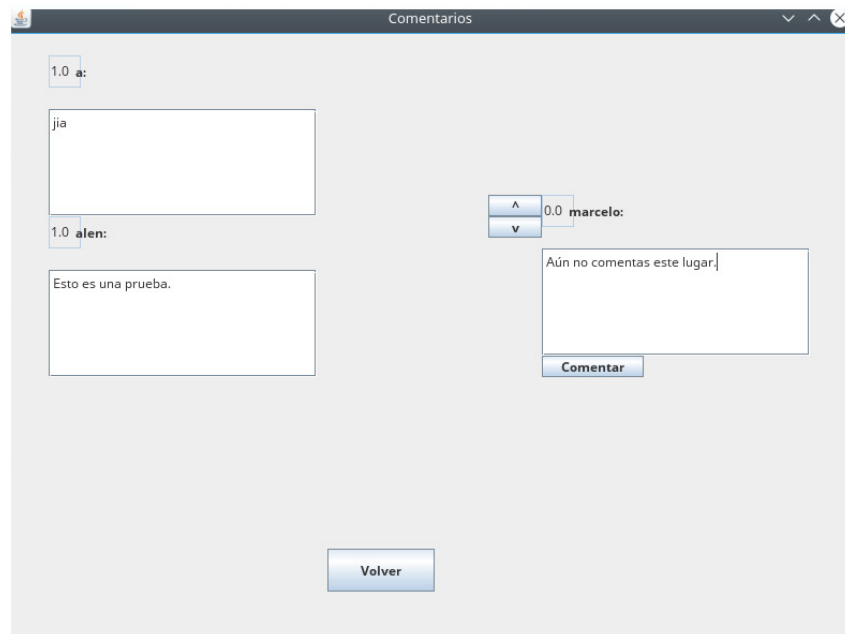 Comentarios
1.0 a:
jia
1.0 alen:
Esto es una prueba.
^
v
0.0 marcelo:
Aún no comentas este lugar.
Comentar
Volver